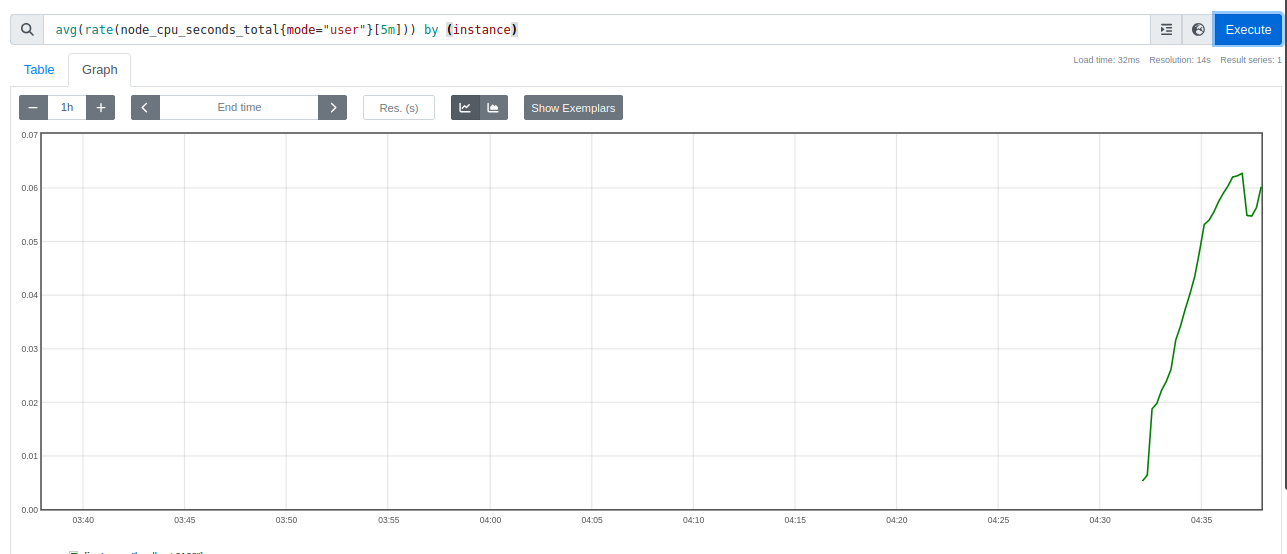 avg(rate(node_cpu_seconds_total{mode="user"}[5m])) by (instance)
Execute
Table
Graph
Load time: 32ms Resolution: 14s Result series: 1
1h
End time
Res. (s)
Show Exemplars
0.07
0.06
0.05
0.04
0.03
0.02
0.01
0.00
03:40 03:45 03:50 03:55 04:00 04:05 04:10 04:15 04:20 04:25 04:30 04:35